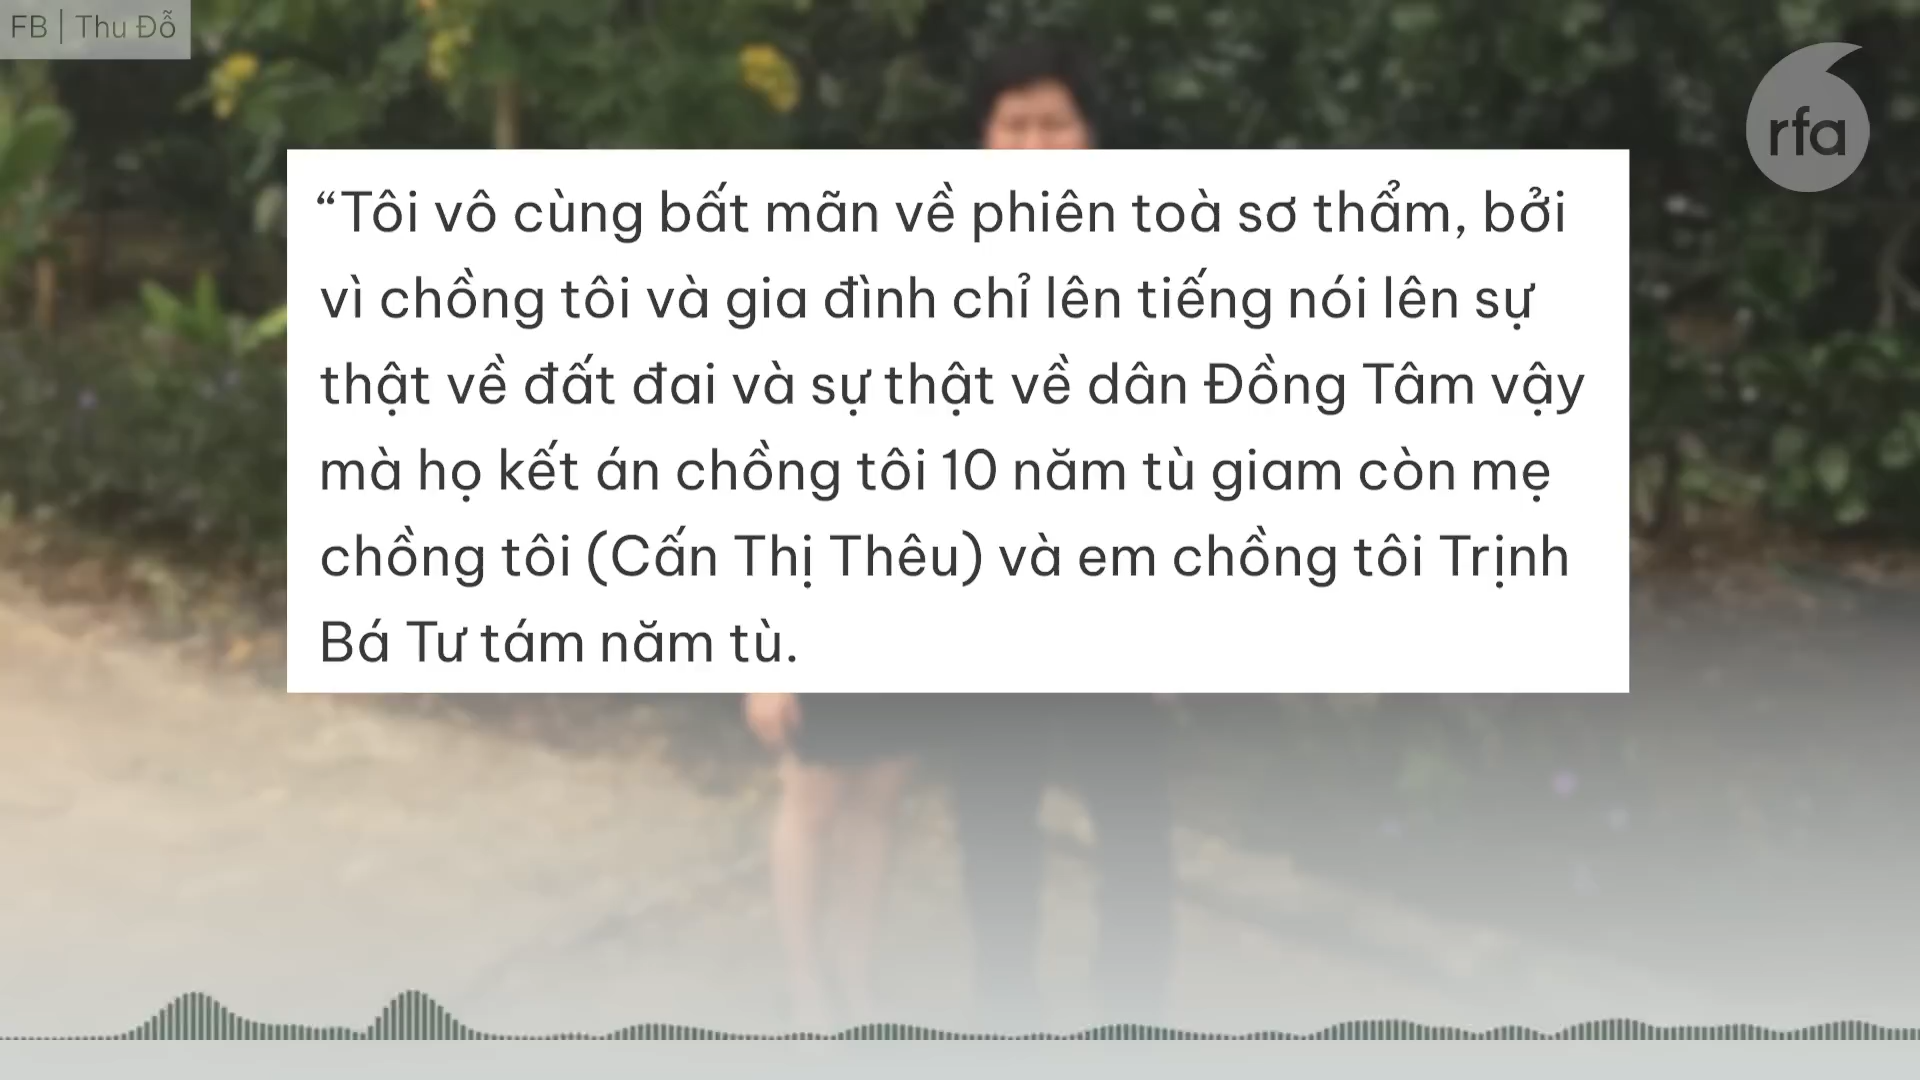 FB | Thu Đỗ
rfa
“Tôi vô cùng bất mãn về phiên toà sơ thẩm, bởi
vì chồng tôi và gia đình chỉ lên tiếng nói lên sự
thật về đất đai và sự thật về dân Đồng Tâm vậy
mà họ kết án chồng tôi 10 năm tù giam còn mẹ
chồng tôi (Cấn Thị Thêu) và em chồng tôi Trịnh
Bá Tư tám năm tù.